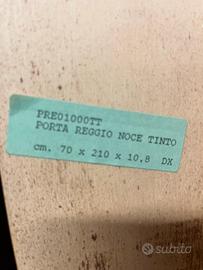 PRE01000TT
PORTA REGGIO NOCE TINTO
cm. 70 x 210 x 10,8 DX
subito